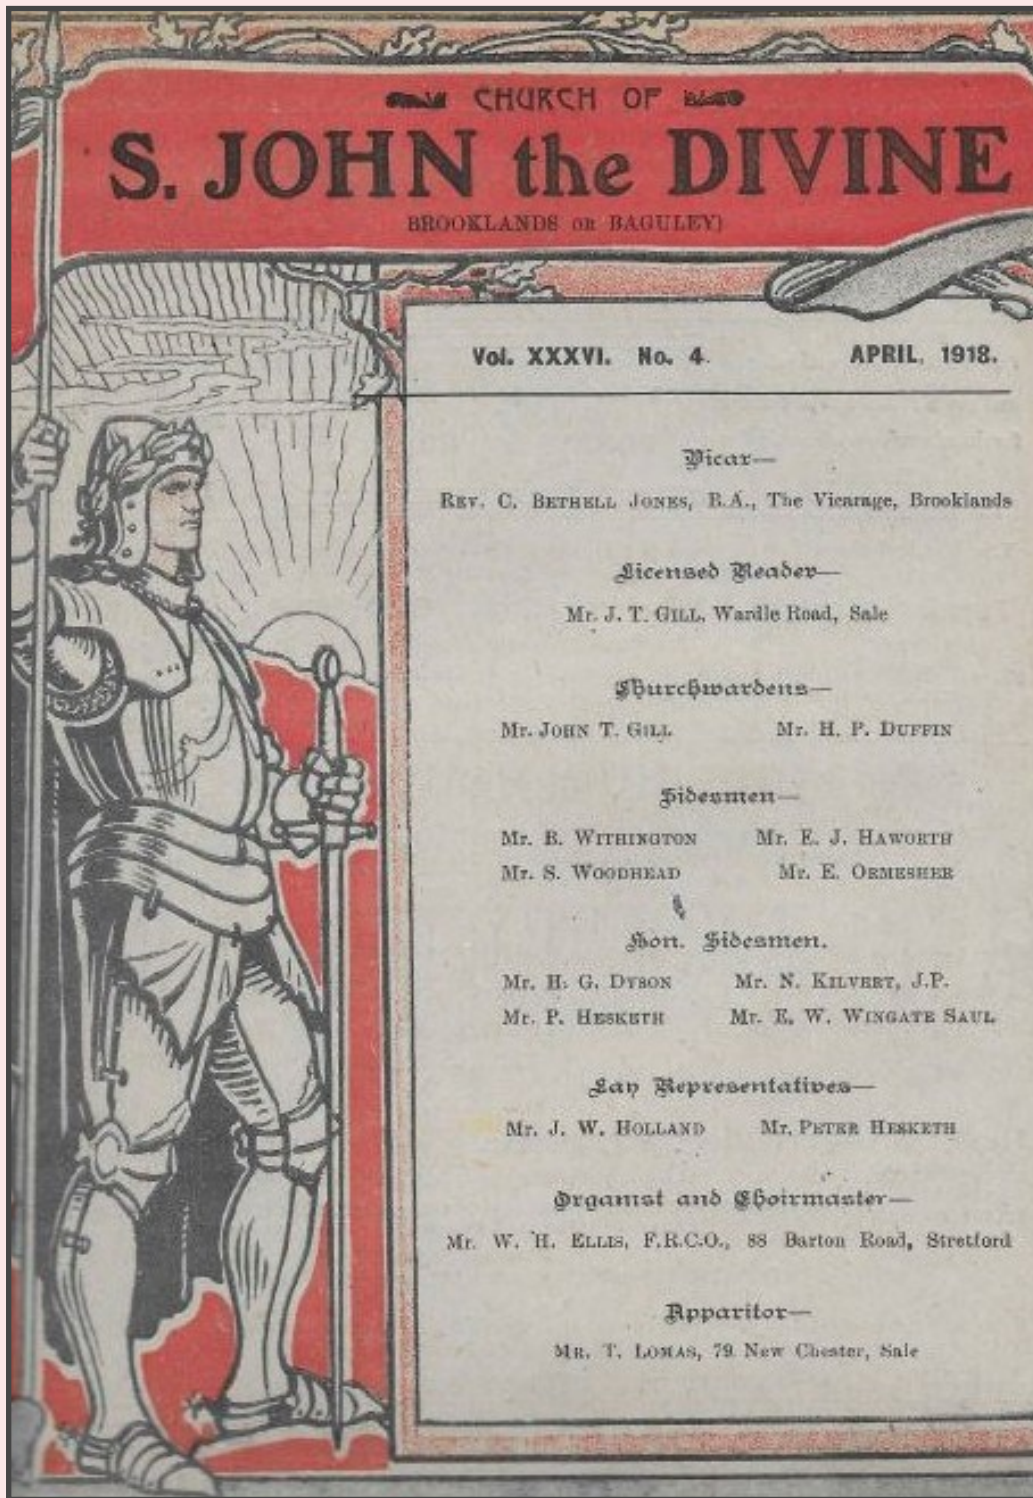 CHURCH OF
S. JOHN the DIVINE
BROOKLANDS OR BAGULEY)
Vol. XXXVI. No. 4. APRIL, 1918.
Vicar—
REV. C. BETHELL JONES, B.A., The Vicarage, Brooklands
Licensed Reader—
Mr. J. T. GILL, Wardle Road, Sale
Churchwardens—
Mr. JOHN T. GILL Mr. H. P. DUFFIN
Sidesmen—
Mr. B. WITHINGTON Mr. E. J. HAWORTH
Mr. S. WOODHEAD Mr. E. ORMESHER
Hon. Sidesmen.
Mr. H. G. DYSON Mr. N. KILVERT, J.P.
Mr. P. HESKETH Mr. E. W. WINGATE SAUL
Lay Representatives—
Mr. J. W. HOLLAND Mr. PETER HESKETH
Organist and Choirmaster—
Mr. W. H. ELLIS, F.R.C.O., 88 Barton Road, Stretford
Apparitor—
MR. T. LOMAS, 79 New Chester, Sale